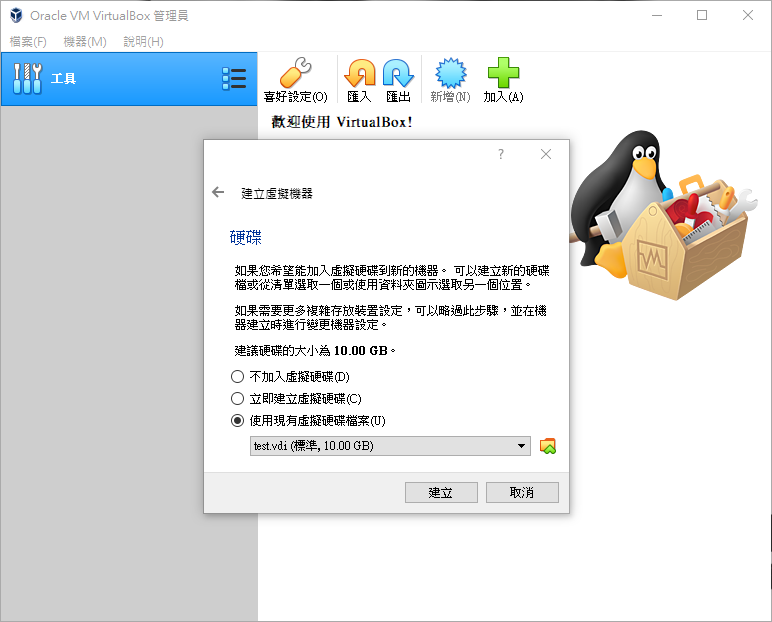 Oracle VM VirtualBox 管理員
檔案(F) 機器(M) 說明(H)
工具
喜好設定(O) 匯入 匯出 新增(N) 加入(A)
歡迎使用 VirtualBox!
?
建立虛擬機器
硬碟
如果您希望能加入虛擬硬碟到新的機器。 可以建立新的硬碟
檔或從清單選取一個或使用資料夾圖示選取另一個位置。
如果需要更多複雜存放裝置設定，可以略過此步驟，並在機
器建立時進行變更機器設定。
建議硬碟的大小為 10.00 GB。
不加入虛擬硬碟(D)
立即建立虛擬硬碟(C)
使用現有虛擬硬碟檔案(U)
test.vdi (標準, 10.00 GB)
建立 取消